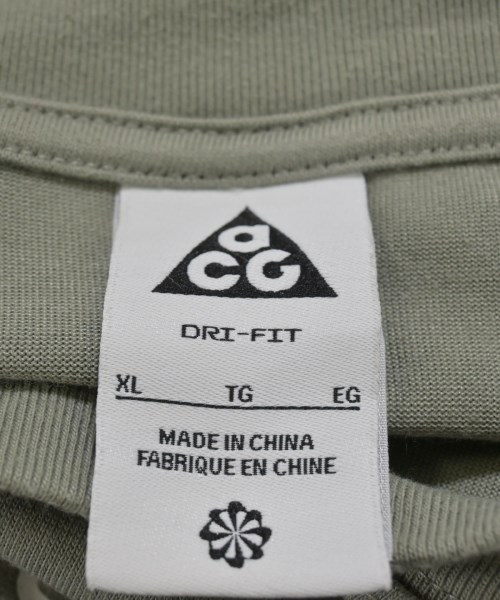 aCG
DRI-FIT
XL TG EG
MADE IN CHINA
FABRIQUE EN CHINE